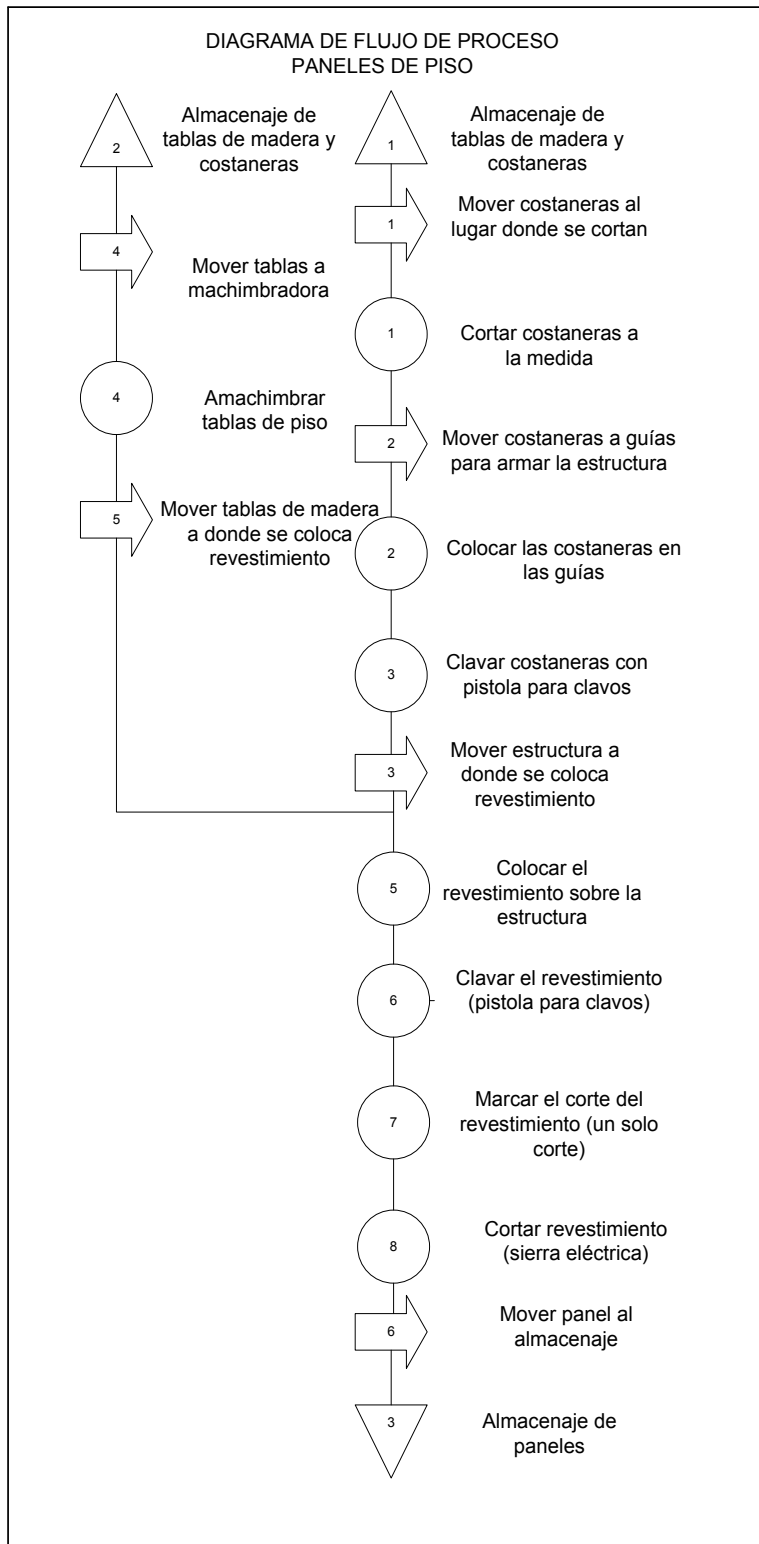 DIAGRAMA DE FLUJO DE PROCESO
PANELES DE PISO
2
Almacenaje de
tablas de madera y
costaneras
4
Mover tablas a
machimbradora
4
Amachimbrar
tablas de piso
5
Mover tablas de madera
a donde se coloca
revestimiento
1
Almacenaje de
tablas de madera y
costaneras
1
Mover costaneras al
lugar donde se cortan
1
Cortar costaneras a
la medida
2
Mover costaneras a guías
para armar la estructura
2
Colocar las costaneras en
las guías
3
Clavar costaneras con
pistola para clavos
3
Mover estructura a
donde se coloca
revestimiento
5
Colocar el
revestimiento sobre la
estructura
6
Clavar el revestimiento
(pistola para clavos)
7
Marcar el corte del
revestimiento (un solo
corte)
8
Cortar revestimiento
(sierra eléctrica)
6
Mover panel al
almacenaje
3
Almacenaje de
paneles